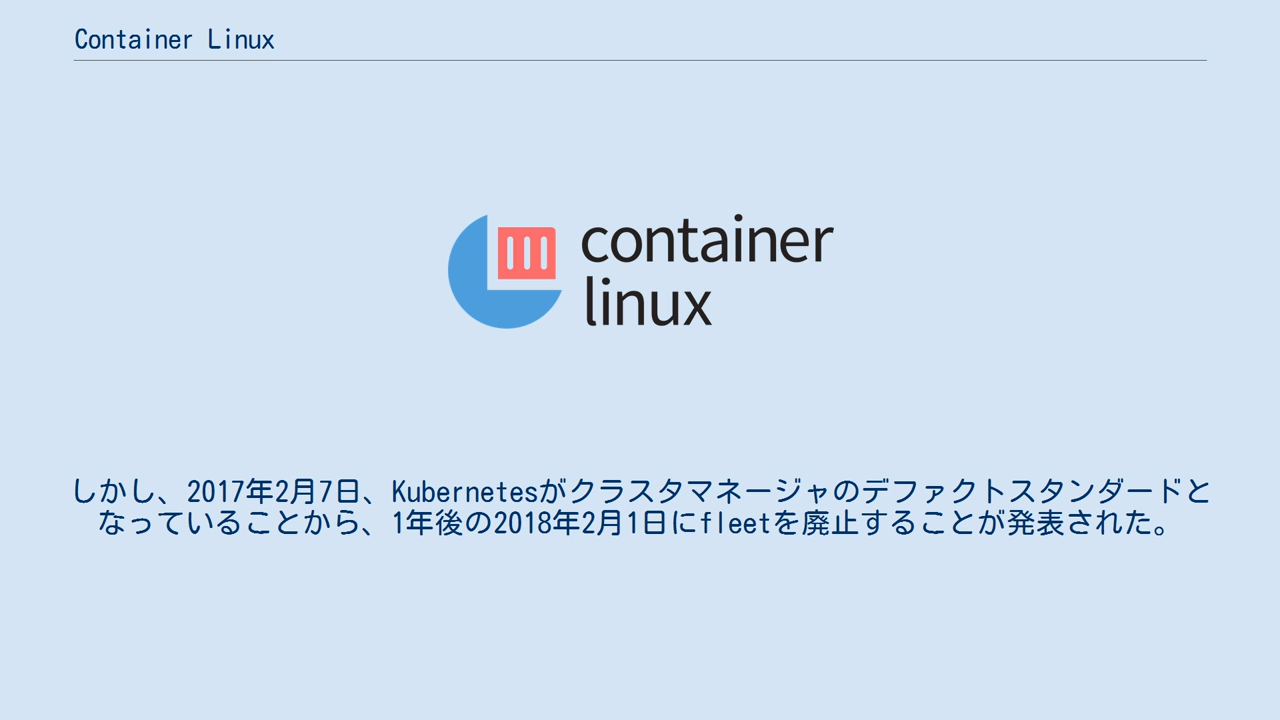 Container Linux
container
linux
しかし、2017年2月7日、Kubernetesがクラスタマネージャのデファクトスタンダードと
なっていることから、1年後の2018年2月1日にfleetを廃止することが発表された。